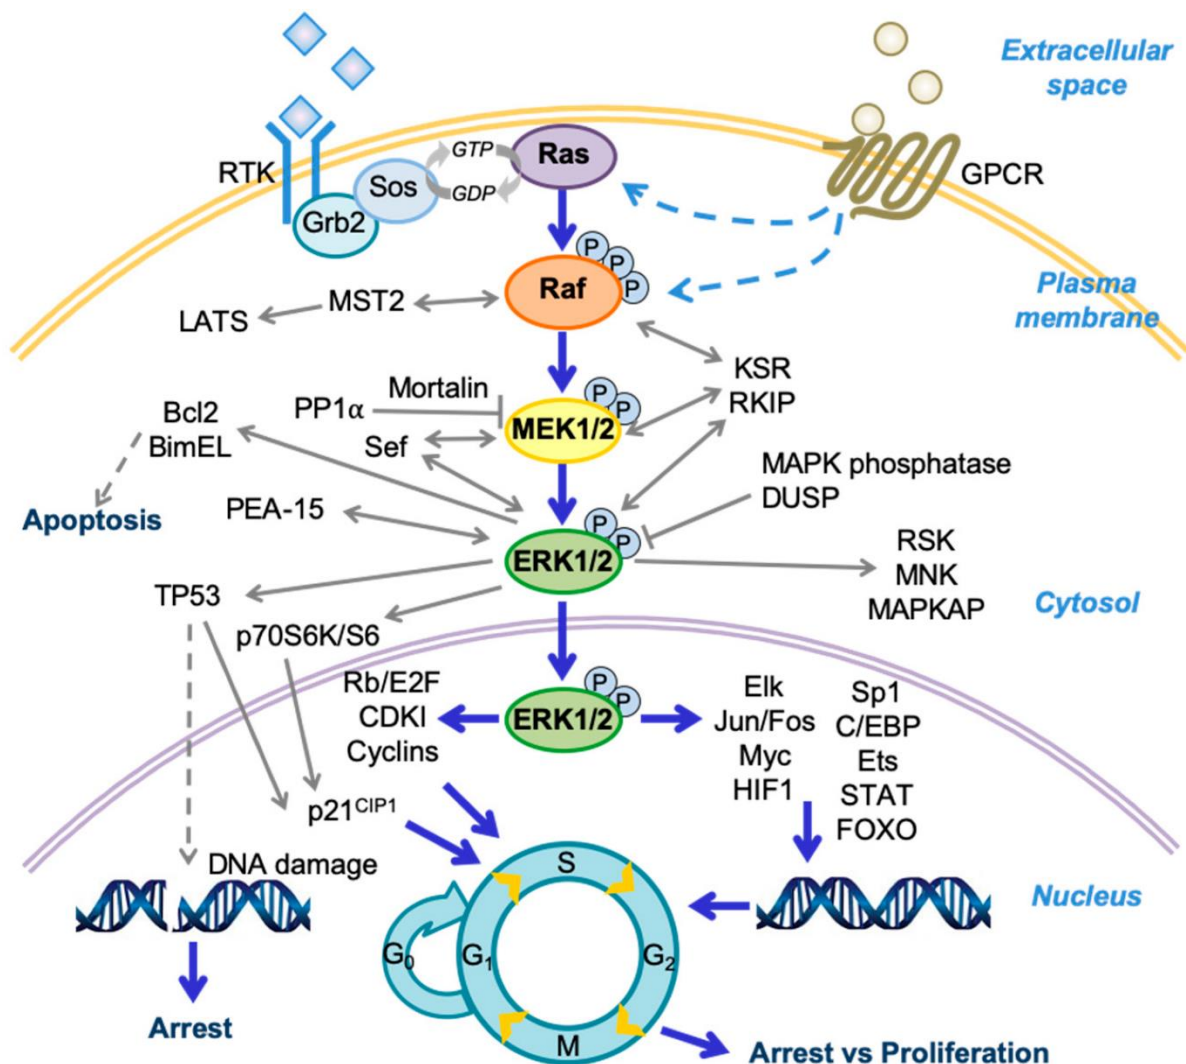 Extracellular
space
RTK
Grb2
Sos
GTP
GDP
Ras
GPCR
P
P
P
Raf
Plasma
membrane
LATS
MST2
KSR
RKIP
Mortalin
PP1α
P
P
MEK1/2
Bcl2
BimEL
Sef
MAPK phosphatase
DUSP
Apoptosis
PEA-15
P
P
ERK1/2
RSK
MNK
MAPKAP
Cytosol
TP53
p70S6K/S6
Rb/E2F
CDKI
Cyclins
P
P
ERK1/2
Elk
Jun/Fos
Myc
HIF1
Sp1
C/EBP
Ets
STAT
FOXO
p21CIP1
DNA damage
Nucleus
S
G0
G1
G2
M
Arrest
Arrest vs Proliferation